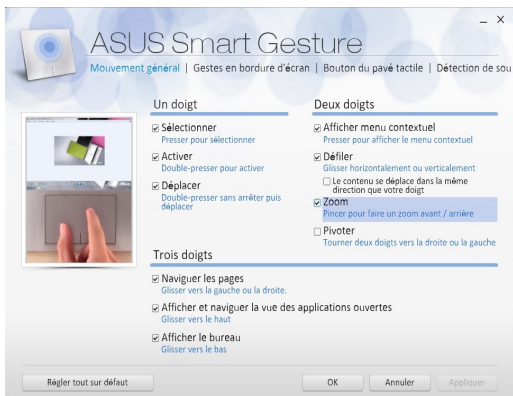 ASUS Smart Gesture
Mouvement général | Gestes en bordure d'écran | Bouton du pavé tactile | Détection de sou
Un doigt
Sélectionner
Presser pour sélectionner
Activer
Double-presser pour activer
Déplacer
Double-presser sans arrêter puis
déplacer
Deux doigts
Afficher menu contextuel
Presser pour afficher le menu contextuel
Défiler
Glisser horizontalement ou verticalement
Le contenu se déplace dans la même
direction que votre doigt
Zoom
Pincer pour faire un zoom avant / arrière
Pivoter
Tourner deux doigts vers la droite ou la gauche
Trois doigts
Naviguer les pages
Glisser vers la gauche ou la droite.
Afficher et naviguer la vue des applications ouvertes
Glisser vers le haut
Afficher le bureau
Glisser vers le bas
Régler tout sur défaut
OK
Annuler
Appliquer